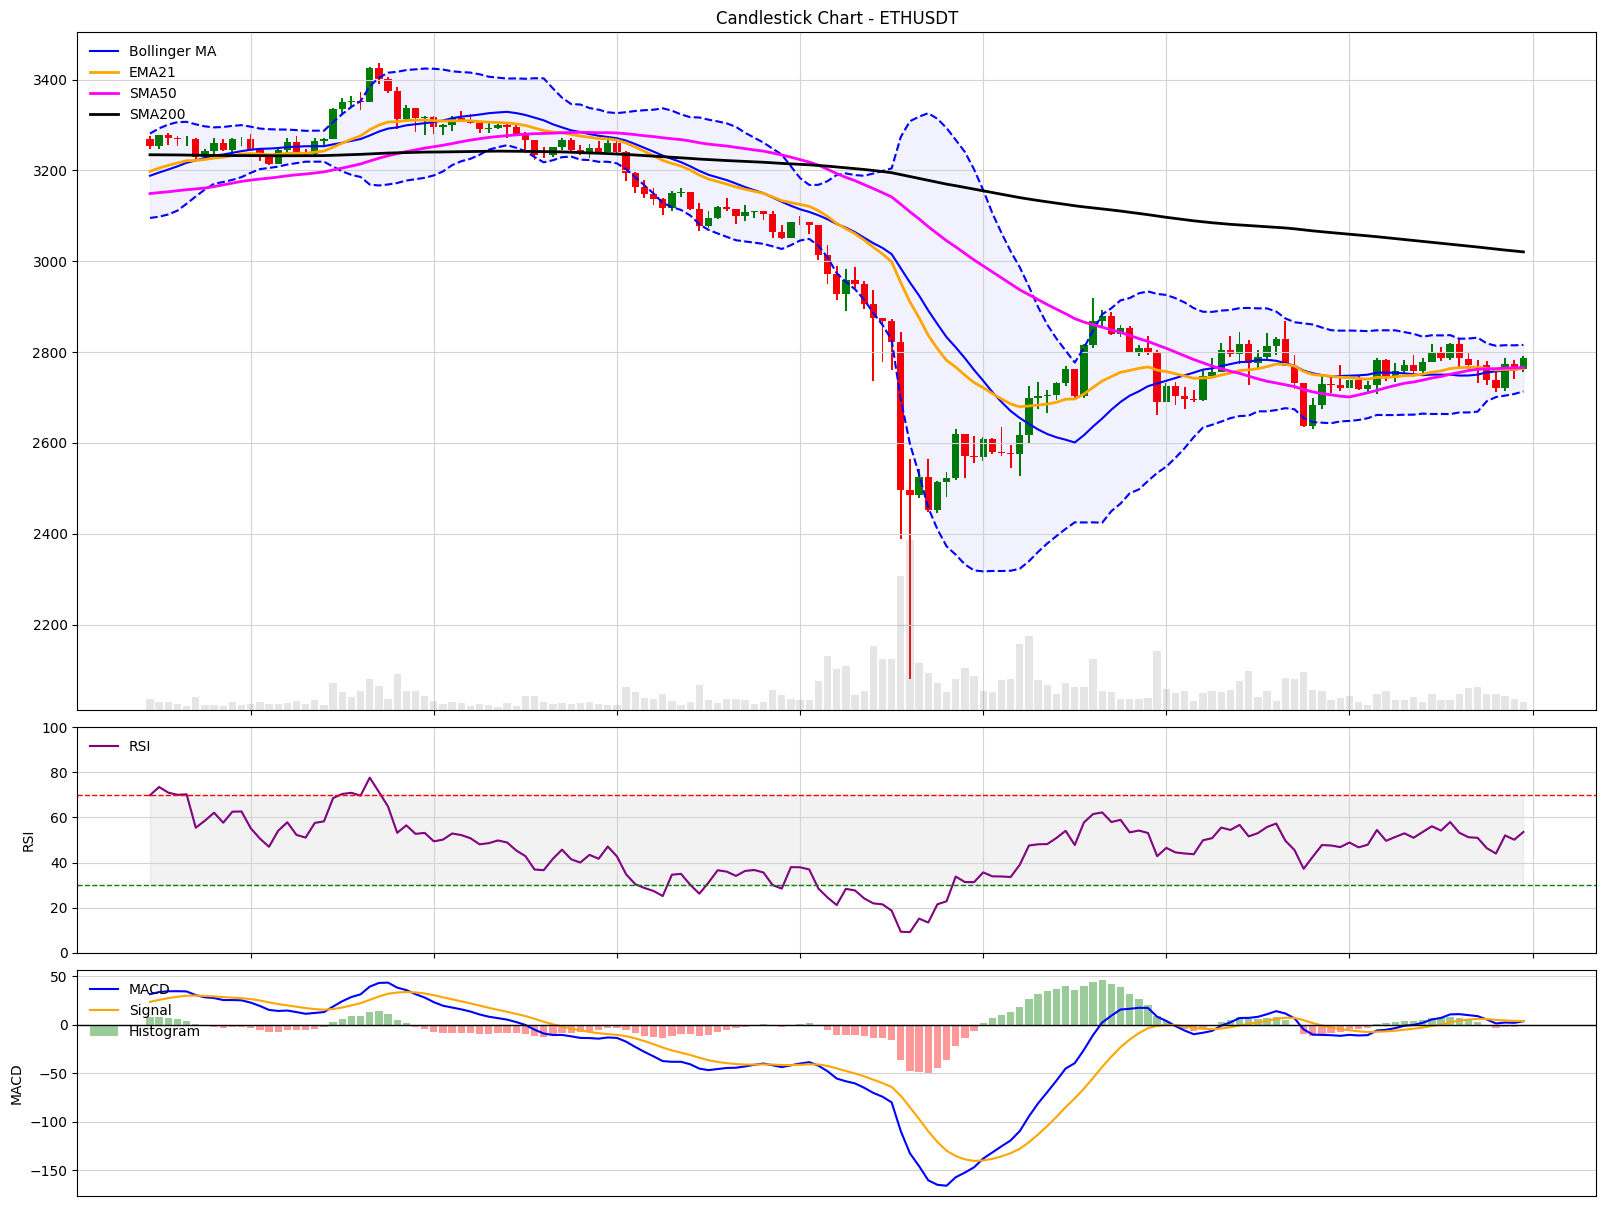 Candlestick Chart - ETHUSDT
Bollinger MA
EMA21
SMA50
SMA200
3400
3200
3000
2800
2600
2400
2200
RSI
100
80
60
40
20
0
RSI
MACD
Signal
Histogram
50
0
−50
−100
−150
MACD